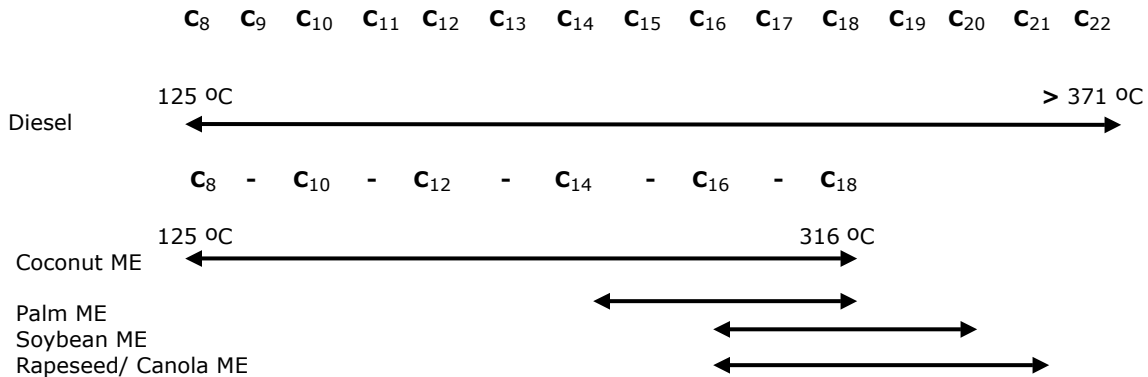 C₈ C₉ C₁₀ C₁₁ C₁₂ C₁₃ C₁₄ C₁₅ C₁₆ C₁₇ C₁₈ C₁₉ C₂₀ C₂₁ C₂₂
125 ºC > 371 ºC
Diesel
C₈ - C₁₀ - C₁₂ - C₁₄ - C₁₆ - C₁₈
125 ºC 316 ºC
Coconut ME
Palm ME
Soybean ME
Rapeseed/ Canola ME